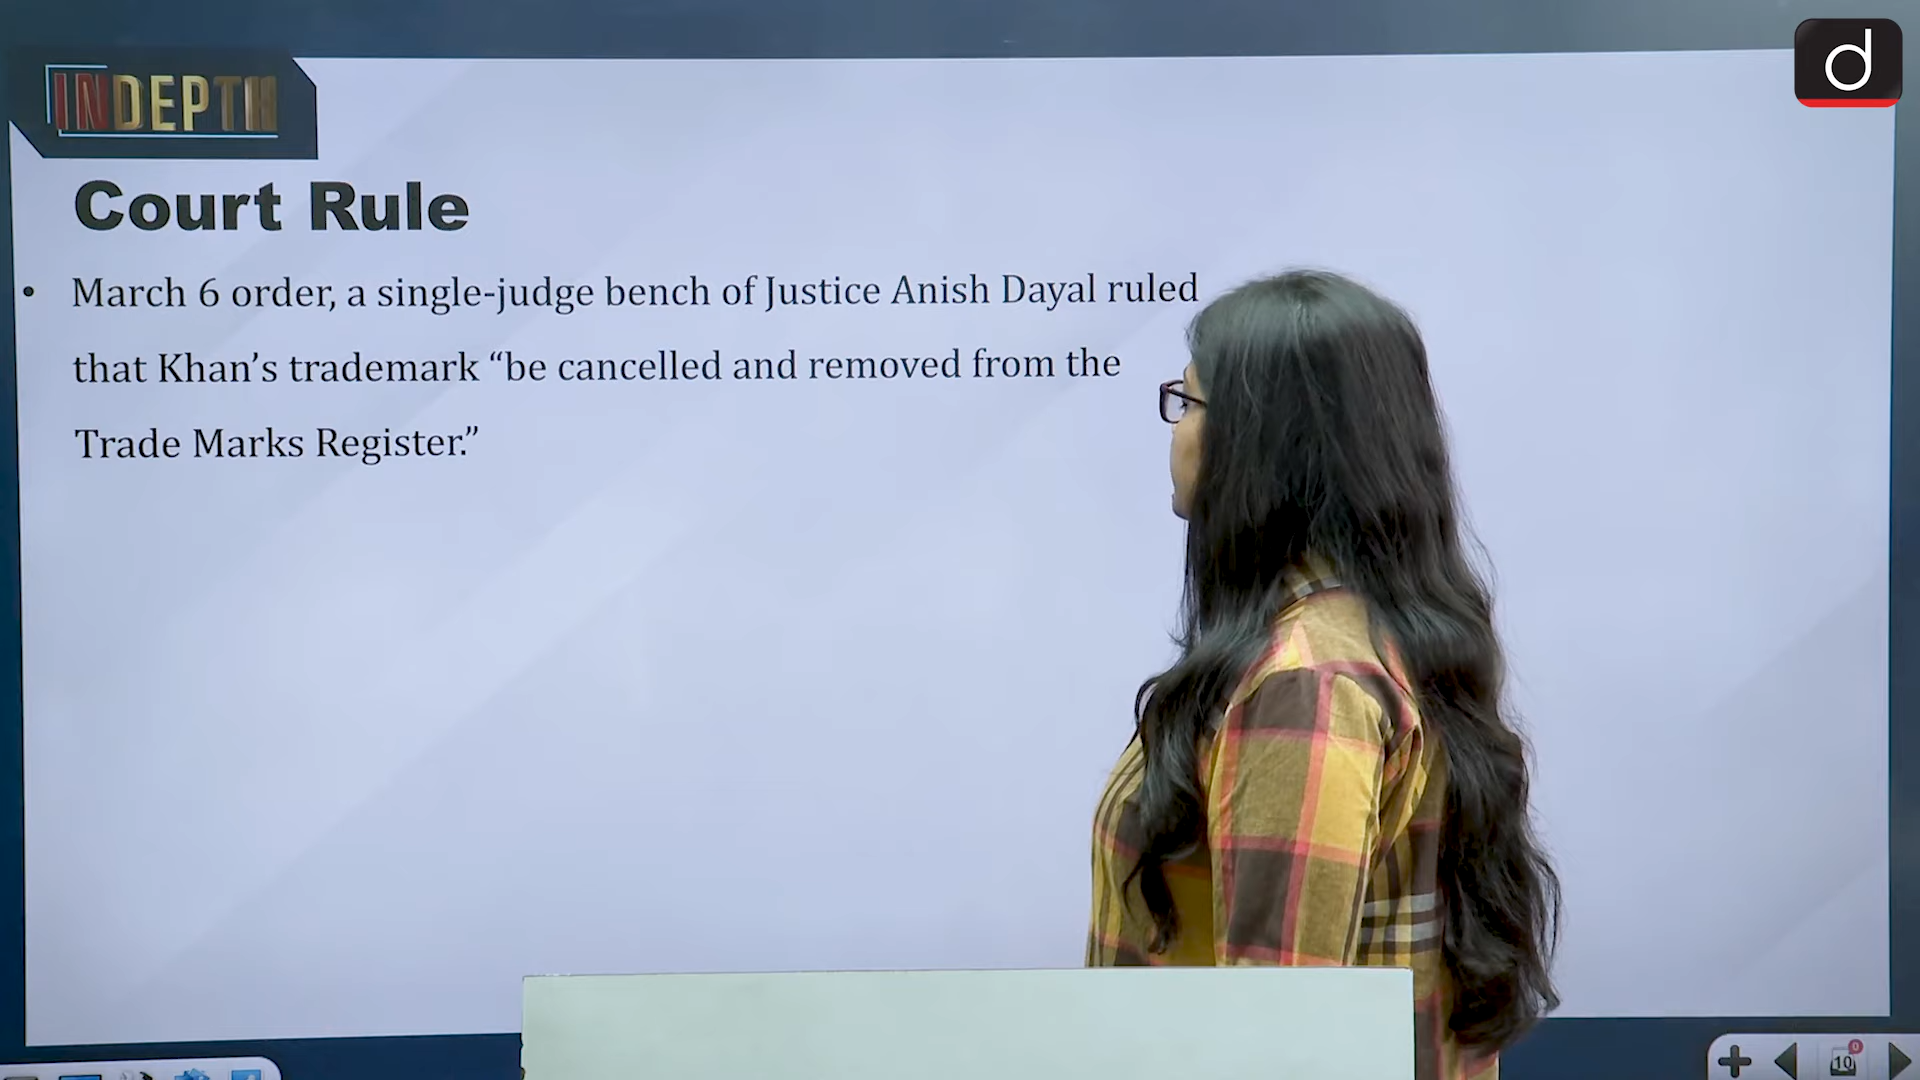 d
INDEPTH
Court Rule
• March 6 order, a single-judge bench of Justice Anish Dayal ruled
that Khan’s trademark “be cancelled and removed from the
Trade Marks Register.”
10
0